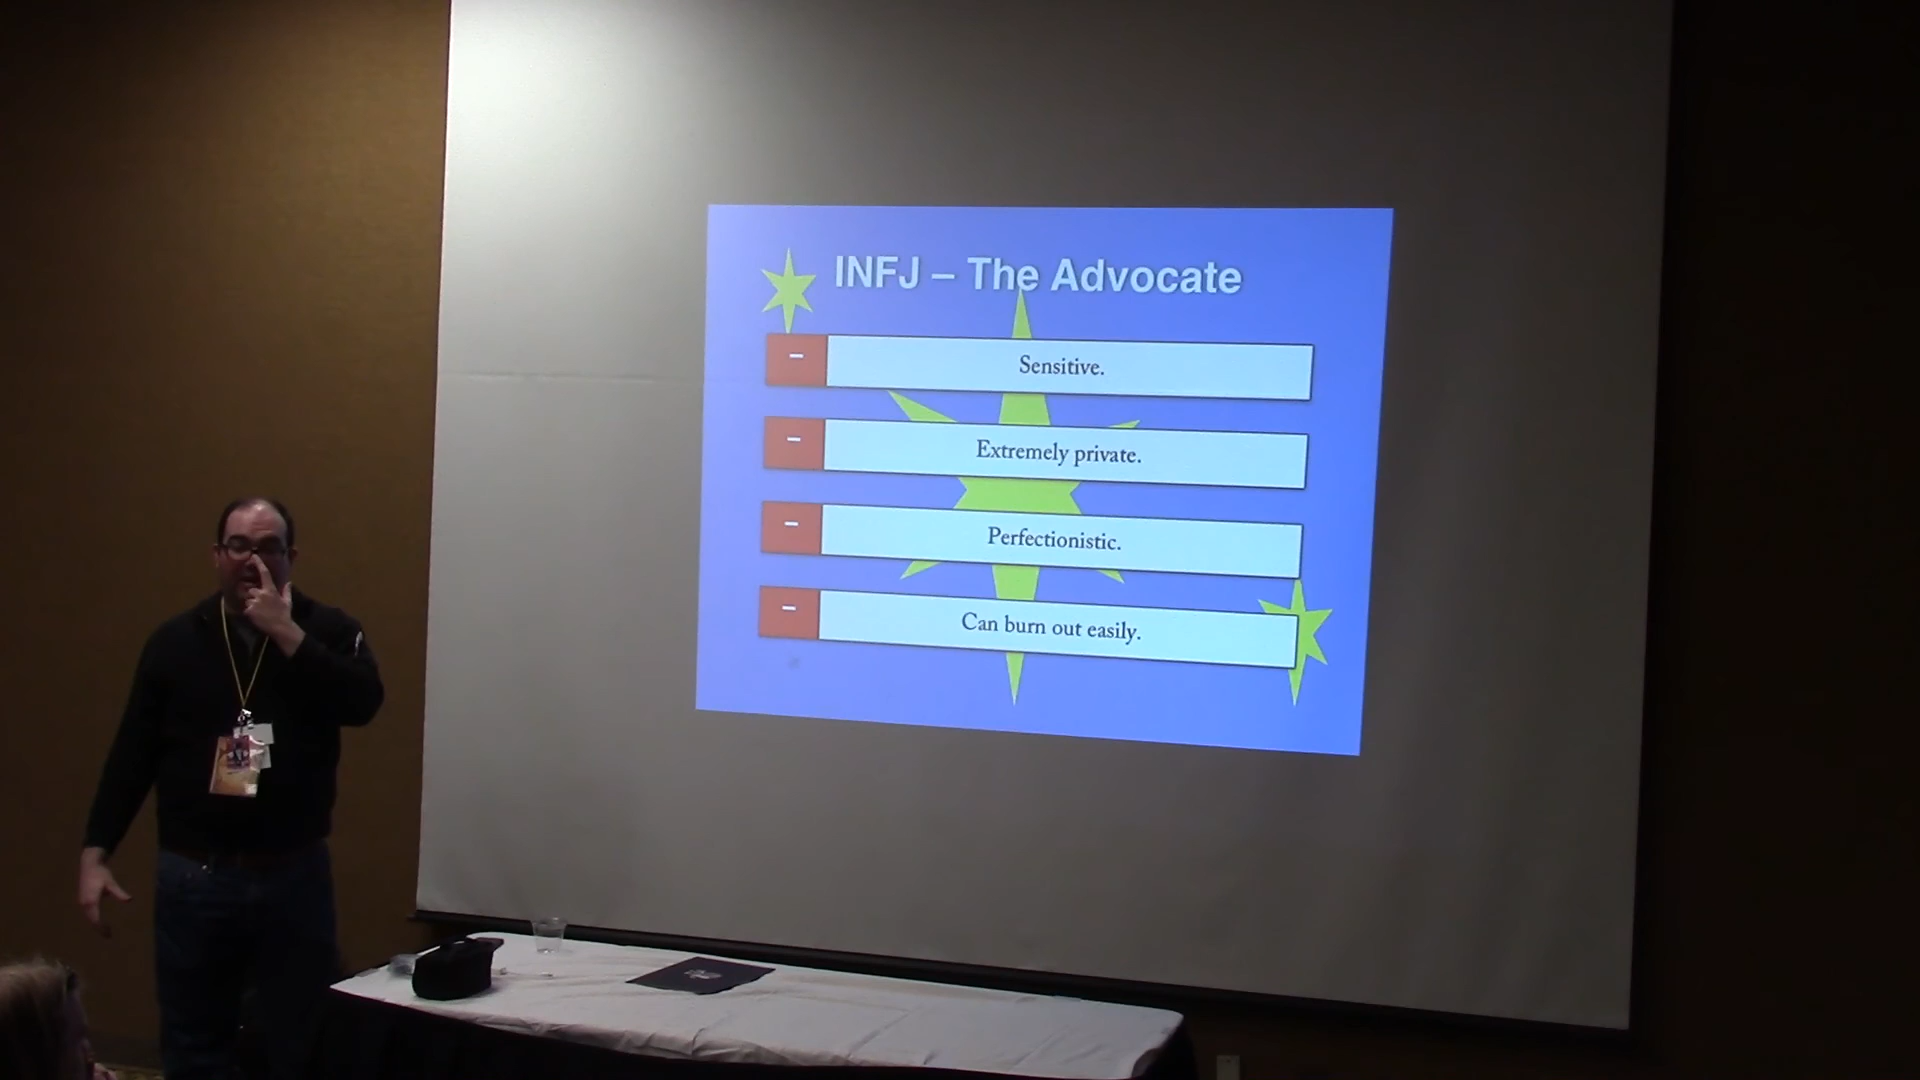 INFJ – The Advocate
– Sensitive.
– Extremely private.
– Perfectionistic.
– Can burn out easily.